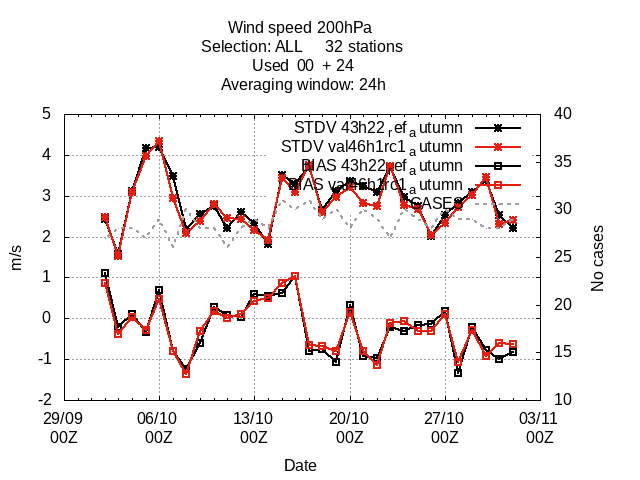 Wind speed 200hPa
Selection: ALL 32 stations
Used 00 + 24
Averaging window: 24h
5
4
3
2
1
0
-1
-2
m/s
40
35
30
25
20
15
10
No cases
STDV 43h22_ref_autumn
STDV val46h1rc1_autumn
BIAS 43h22_ref_autumn
BIAS val46h1rc1_autumn
CASES
29/09 06/10 13/10 20/10 27/10 03/11
00Z 00Z 00Z 00Z 00Z 00Z
Date